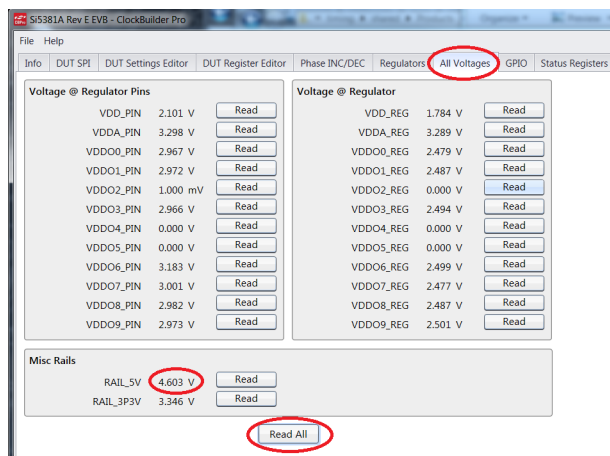 Si5381A Rev E EVB - ClockBuilder Pro
File Help
Info DUT SPI DUT Settings Editor DUT Register Editor Phase INC/DEC Regulators All Voltages GPIO Status Registers
Voltage @ Regulator Pins
VDD_PIN 2.101 V Read
VDDA_PIN 3.298 V Read
VDDO0_PIN 2.967 V Read
VDDO1_PIN 2.972 V Read
VDDO2_PIN 1.000 mV Read
VDDO3_PIN 2.966 V Read
VDDO4_PIN 0.000 V Read
VDDO5_PIN 0.000 V Read
VDDO6_PIN 3.183 V Read
VDDO7_PIN 3.001 V Read
VDDO8_PIN 2.982 V Read
VDDO9_PIN 2.973 V Read
Voltage @ Regulator
VDD_REG 1.784 V Read
VDDA_REG 3.289 V Read
VDDO0_REG 2.479 V Read
VDDO1_REG 2.487 V Read
VDDO2_REG 0.000 V Read
VDDO3_REG 2.494 V Read
VDDO4_REG 0.000 V Read
VDDO5_REG 0.000 V Read
VDDO6_REG 2.499 V Read
VDDO7_REG 2.477 V Read
VDDO8_REG 2.487 V Read
VDDO9_REG 2.501 V Read
Misc Rails
RAIL_5V 4.603 V Read
RAIL_3P3V 3.346 V Read
Read All